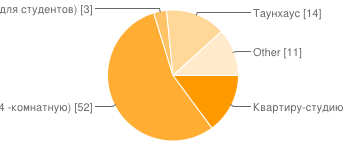 для студентов) [3]
Таунхаус [14]
Other [11]
4 -комнатную) [52]
Квартиру-студию